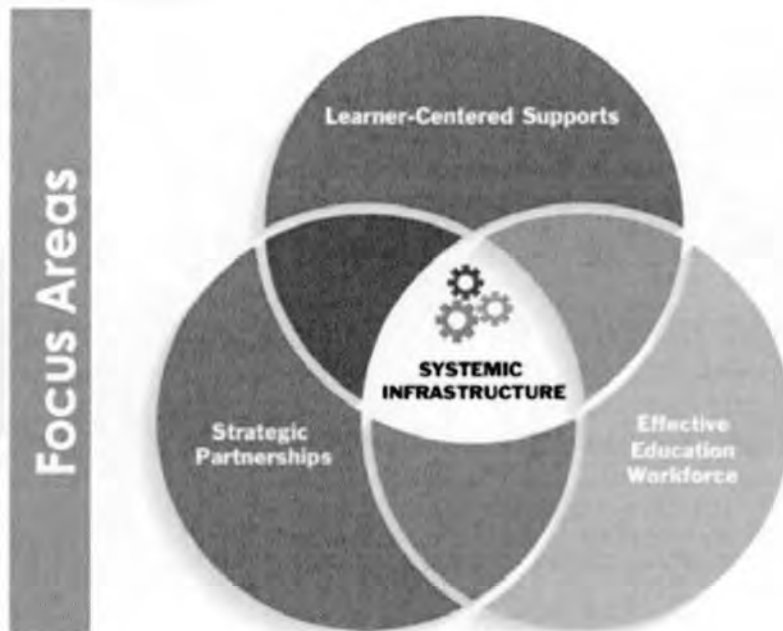 Focus Areas
Learner-Centered Supports
SYSTEMIC
INFRASTRUCTURE
Strategic
Partnerships
Effective
Education
Workforce